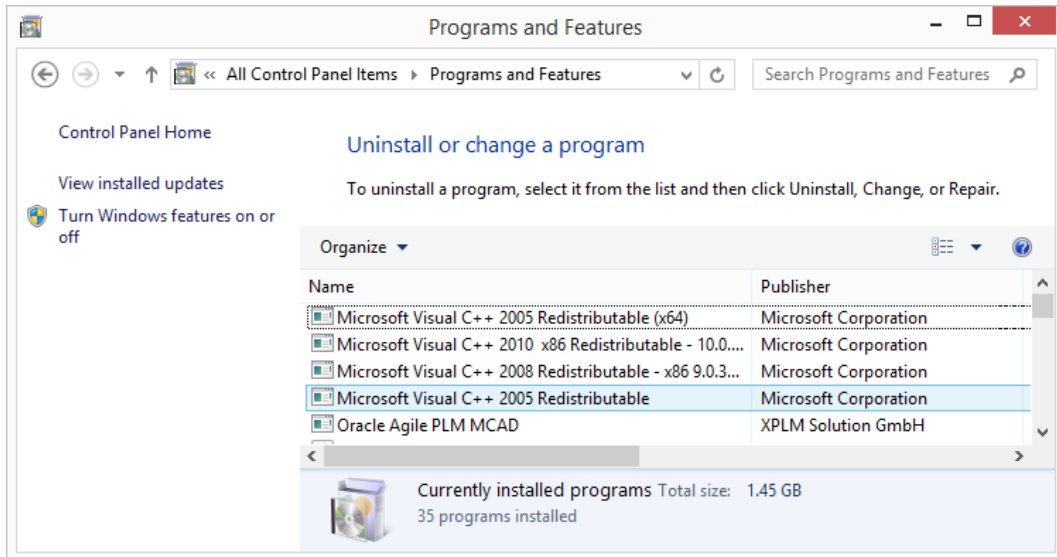 Programs and Features
« All Control Panel Items Programs and Features Search Programs and Features
Control Panel Home
View installed updates
Turn Windows features on or
off
Uninstall or change a program
To uninstall a program, select it from the list and then click Uninstall, Change, or Repair.
Organize
Name Publisher
Microsoft Visual C++ 2005 Redistributable (x64) Microsoft Corporation
Microsoft Visual C++ 2010  x86 Redistributable - 10.0.... Microsoft Corporation
Microsoft Visual C++ 2008 Redistributable - x86 9.0.3... Microsoft Corporation
Microsoft Visual C++ 2005 Redistributable Microsoft Corporation
Oracle Agile PLM MCAD XPLM Solution GmbH
Currently installed programs Total size: 1.45 GB
35 programs installed